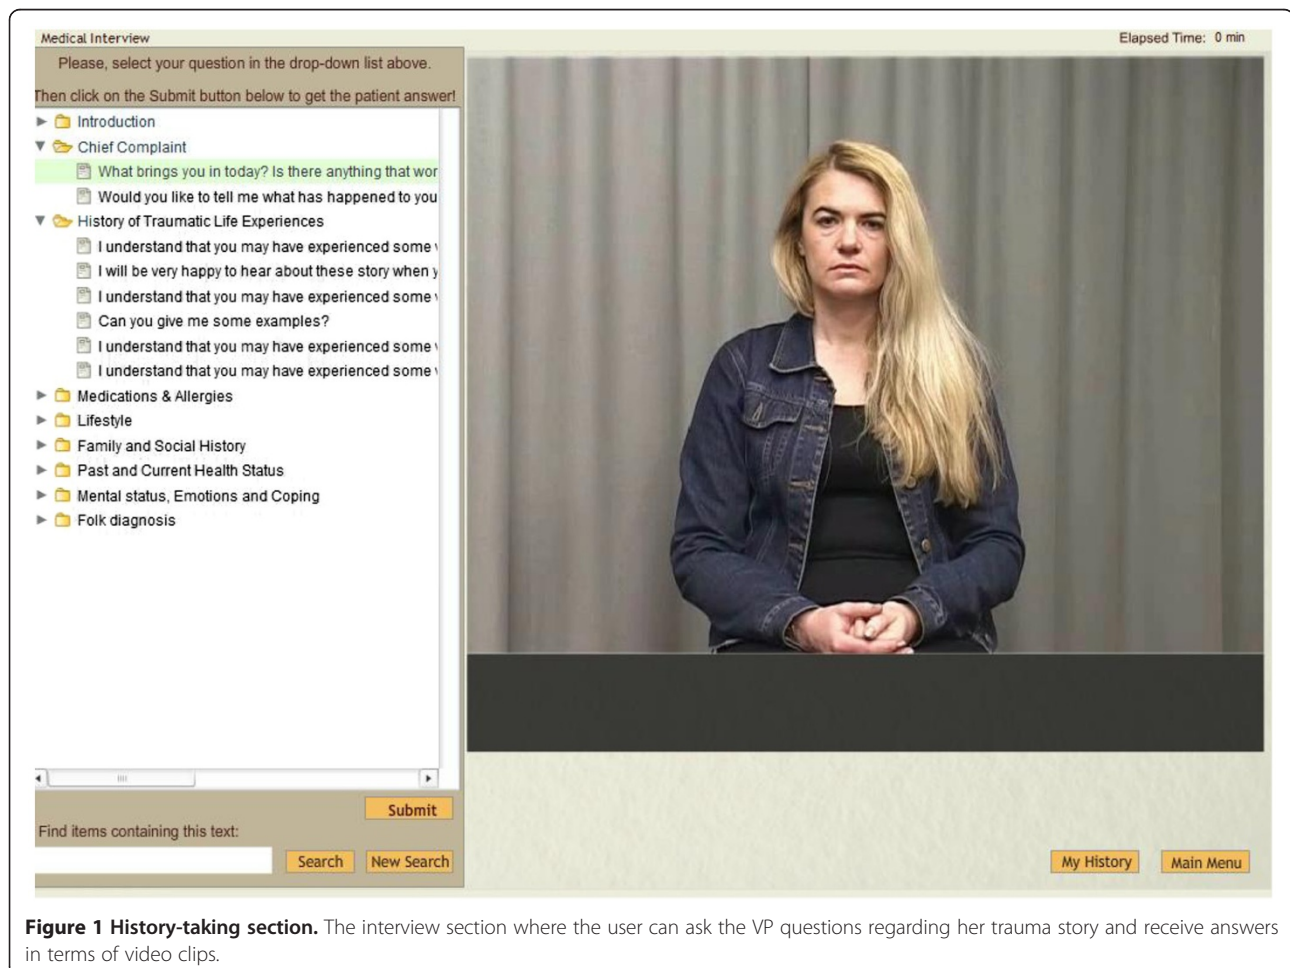 Medical Interview
Elapsed Time: 0 min
Please, select your question in the drop-down list above.
Then click on the Submit button below to get the patient answer!
Introduction
Chief Complaint
What brings you in today? Is there anything that wor
Would you like to tell me what has happened to you
History of Traumatic Life Experiences
I understand that you may have experienced some
I will be very happy to hear about these story when y
I understand that you may have experienced some
Can you give me some examples?
I understand that you may have experienced some
I understand that you may have experienced some
Medications & Allergies
Lifestyle
Family and Social History
Past and Current Health Status
Mental status, Emotions and Coping
Folk diagnosis
Submit
Find items containing this text:
Search New Search
My History Main Menu
Figure 1 History-taking section. The interview section where the user can ask the VP questions regarding her trauma story and receive answers
in terms of video clips.